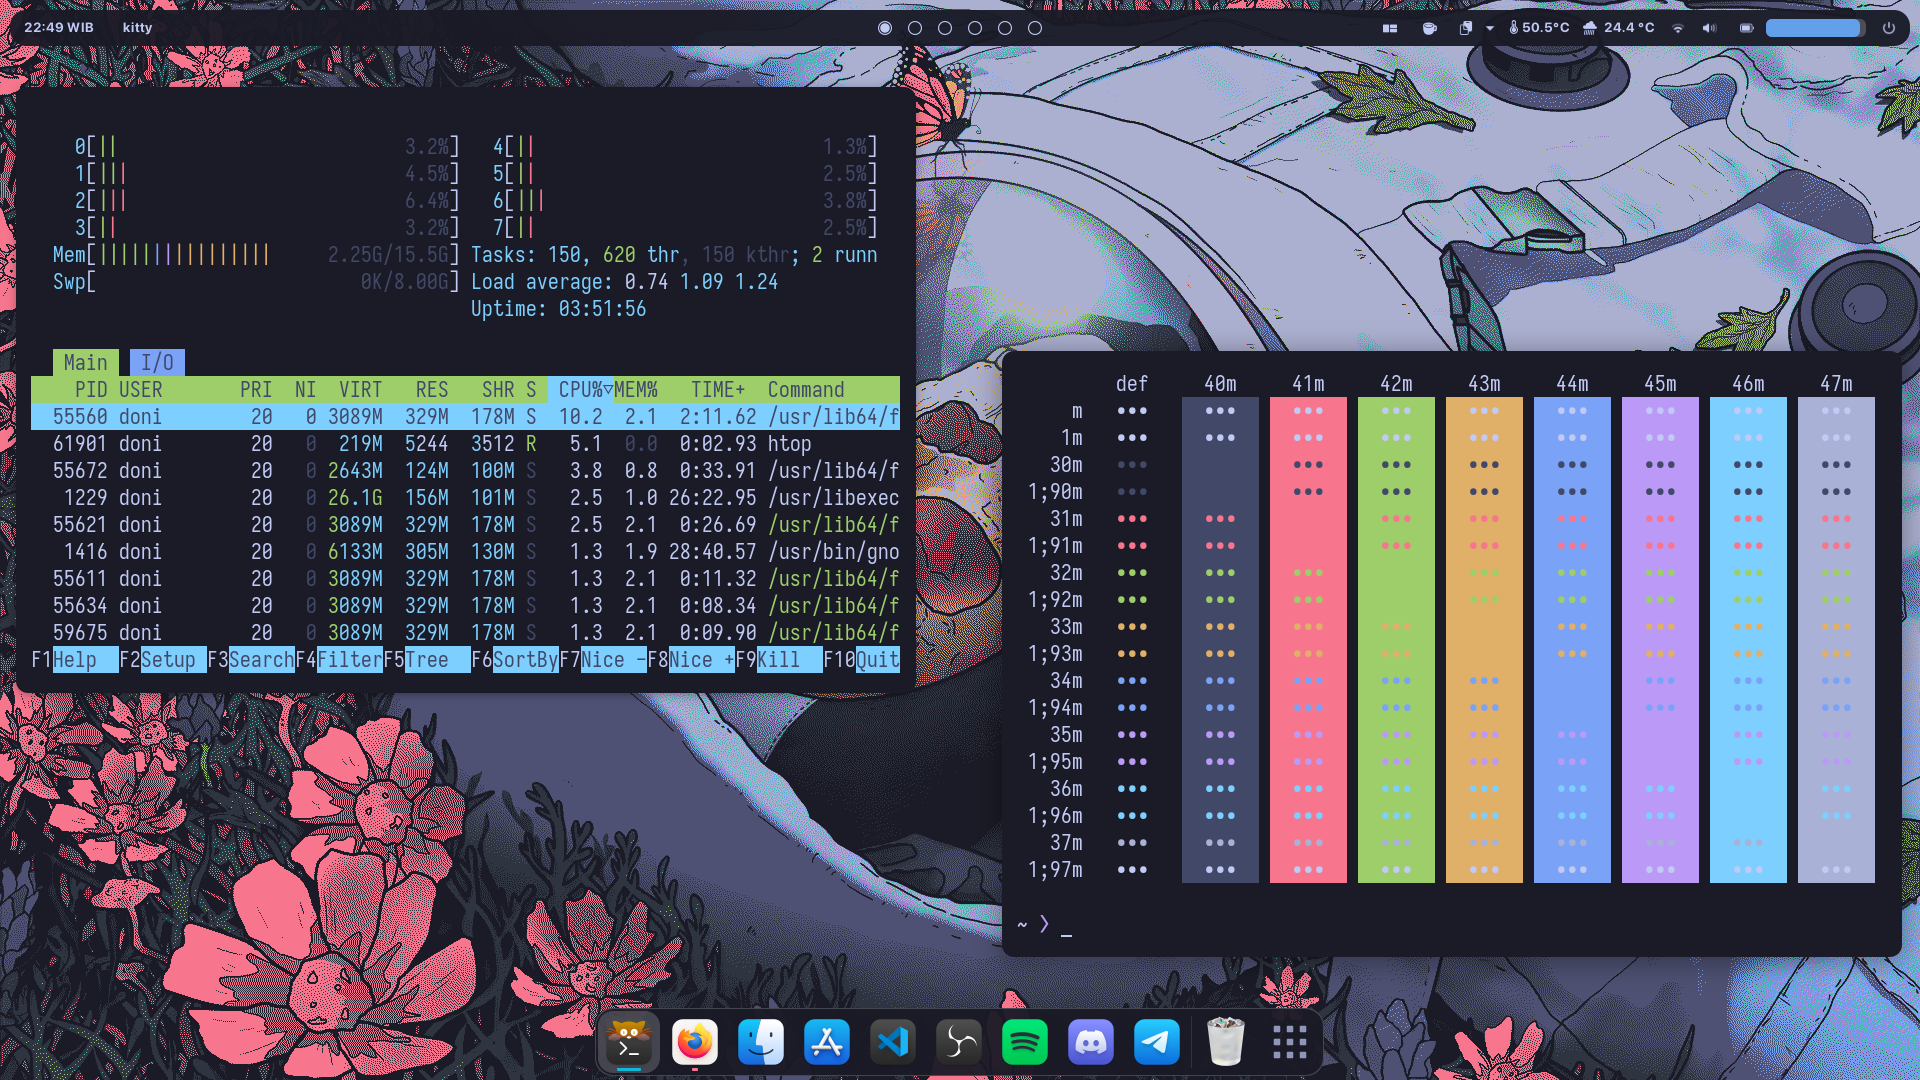 22:49 WIB kitty 50.5°C 24.4 °C
0[|| 3.2%] 4[|| 1.3%]
1[||| 4.5%] 5[|| 2.5%]
2[||| 6.4%] 6[||| 3.8%]
3[|| 3.2%] 7[|| 2.5%]
Mem[|||||||||||||||| 2.25G/15.5G] Tasks: 150, 620 thr, 150 kthr; 2 runn
Swp[ 0K/8.00G] Load average: 0.74 1.09 1.24
Uptime: 03:51:56
Main I/O
PID USER PRI NI VIRT RES SHR S CPU%▽MEM% TIME+ Command
55560 doni 20 0 3089M 329M 178M S 10.2 2.1 2:11.62 /usr/lib64/f
61901 doni 20 0 219M 5244 3512 R 5.1 0.0 0:02.93 htop
55672 doni 20 0 2643M 124M 100M S 3.8 0.8 0:33.91 /usr/lib64/f
1229 doni 20 0 26.1G 156M 101M S 2.5 1.0 26:22.95 /usr/libexec
55621 doni 20 0 3089M 329M 178M S 2.5 2.1 0:26.69 /usr/lib64/f
1416 doni 20 0 6133M 305M 130M S 1.3 1.9 28:40.57 /usr/bin/gno
55611 doni 20 0 3089M 329M 178M S 1.3 2.1 0:11.32 /usr/lib64/f
55634 doni 20 0 3089M 329M 178M S 1.3 2.1 0:08.34 /usr/lib64/f
59675 doni 20 0 3089M 329M 178M S 1.3 2.1 0:09.90 /usr/lib64/f
F1Help F2Setup F3SearchF4FilterF5Tree F6SortByF7Nice -F8Nice +F9Kill F10Quit
def 40m 41m 42m 43m 44m 45m 46m 47m
m ••• ••• ••• ••• ••• ••• ••• ••• •••
1m ••• ••• ••• ••• ••• ••• ••• ••• •••
30m ••• ••• ••• ••• ••• ••• ••• •••
1;90m ••• ••• ••• ••• ••• ••• ••• •••
31m ••• ••• ••• ••• ••• ••• ••• •••
1;91m ••• ••• ••• ••• ••• ••• ••• •••
32m ••• ••• ••• ••• ••• ••• ••• •••
1;92m ••• ••• ••• ••• ••• ••• ••• •••
33m ••• ••• ••• ••• ••• ••• ••• •••
1;93m ••• ••• ••• ••• ••• ••• ••• •••
34m ••• ••• ••• ••• ••• ••• ••• •••
1;94m ••• ••• ••• ••• ••• ••• ••• •••
35m ••• ••• ••• ••• ••• ••• ••• •••
1;95m ••• ••• ••• ••• ••• ••• ••• •••
36m ••• ••• ••• ••• ••• ••• ••• •••
1;96m ••• ••• ••• ••• ••• ••• ••• •••
37m ••• ••• ••• ••• ••• ••• ••• •••
1;97m ••• ••• ••• ••• ••• ••• ••• ••• •••
~ ❯ _